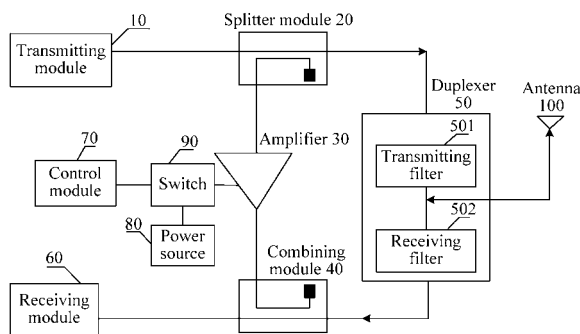 10
Transmitting
module
Splitter module 20
Duplexer
50
Antenna
100
501
Transmitting
filter
Amplifier 30
70
Control
module
90
Switch
502
Receiving
filter
80
Power
source
Combining
module 40
60
Receiving
module